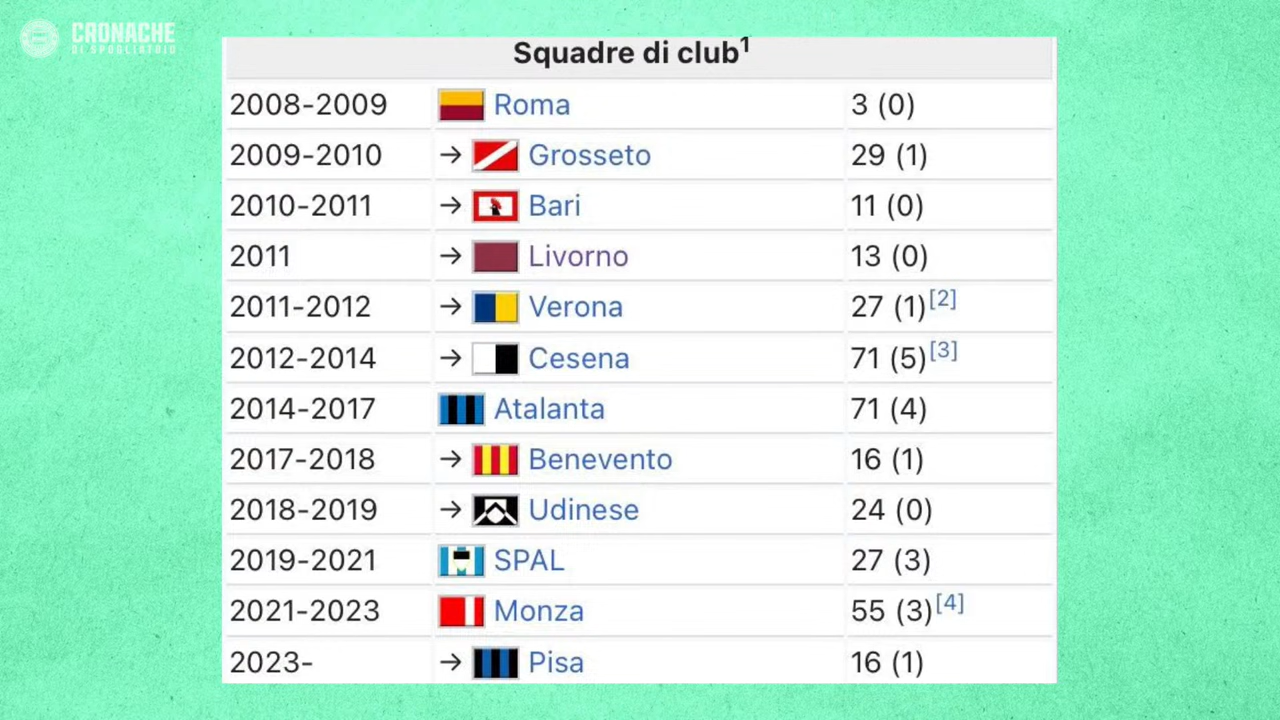 CRONACHE
DI SPOGLIATOIO
Squadre di club¹
2008-2009 Roma 3 (0)
2009-2010 → Grosseto 29 (1)
2010-2011 → Bari 11 (0)
2011 → Livorno 13 (0)
2011-2012 → Verona 27 (1)[2]
2012-2014 → Cesena 71 (5)[3]
2014-2017 Atalanta 71 (4)
2017-2018 → Benevento 16 (1)
2018-2019 → Udinese 24 (0)
2019-2021 SPAL 27 (3)
2021-2023 Monza 55 (3)[4]
2023- → Pisa 16 (1)